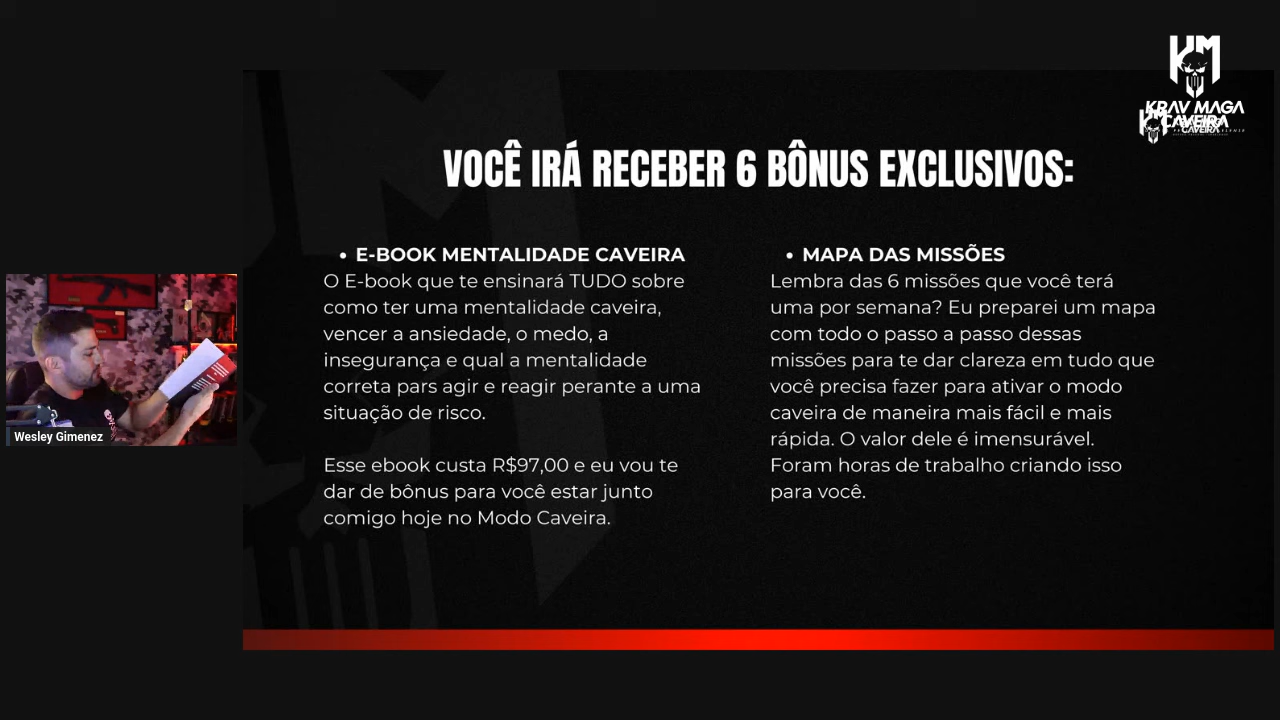 KM
KRAV MAGA
CAVEIRA
VOCÊ IRÁ RECEBER 6 BÔNUS EXCLUSIVOS:
• E-BOOK MENTALIDADE CAVEIRA
O E-book que te ensinará TUDO sobre
como ter uma mentalidade caveira,
vencer a ansiedade, o medo, a
insegurança e qual a mentalidade
correta pars agir e reagir perante a uma
situação de risco.
Esse ebook custa R$97,00 e eu vou te
dar de bônus para você estar junto
comigo hoje no Modo Caveira.
• MAPA DAS MISSÕES
Lembra das 6 missões que você terá
uma por semana? Eu preparei um mapa
com todo o passo a passo dessas
missões para te dar clareza em tudo que
você precisa fazer para ativar o modo
caveira de maneira mais fácil e mais
rápida. O valor dele é imensurável.
Foram horas de trabalho criando isso
para você.
Wesley Gimenez